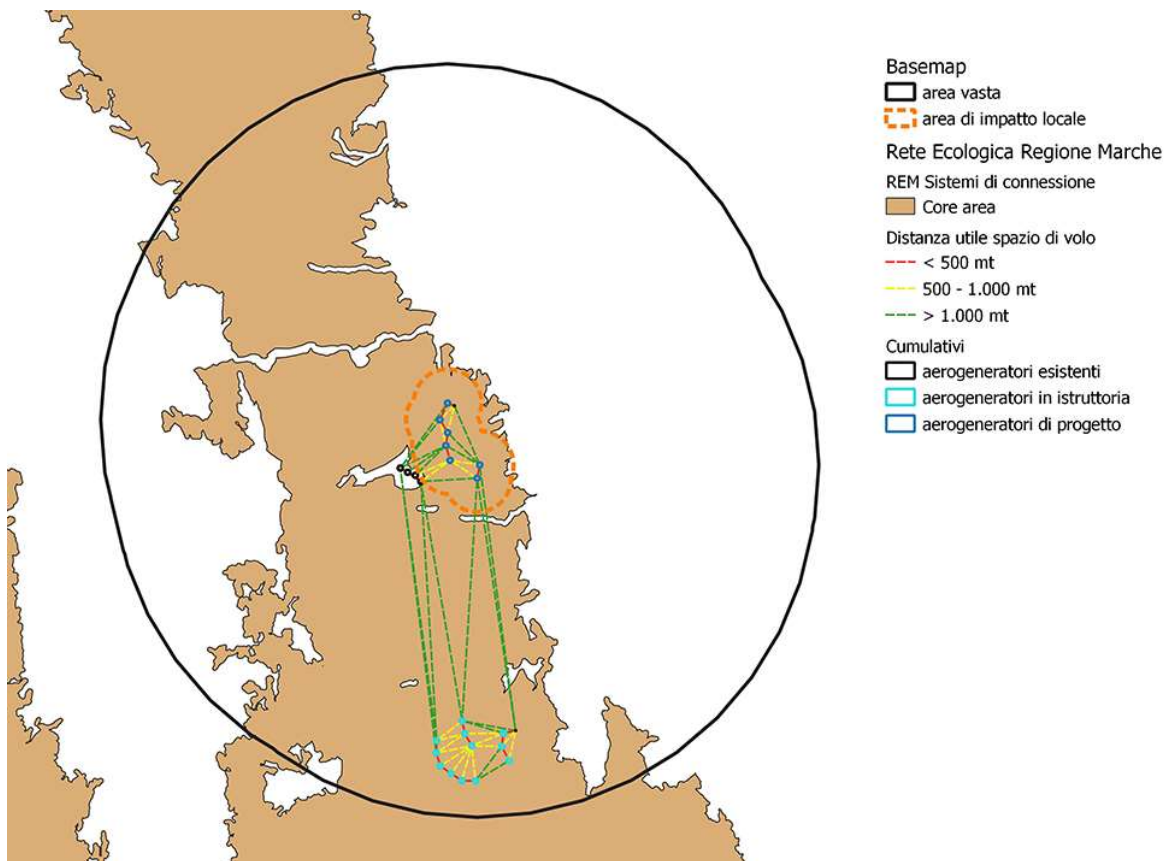 Basemap
area vasta
area di impatto locale
Rete Ecologica Regione Marche
REM Sistemi di connessione
Core area
Distanza utile spazio di volo
< 500 mt
500 - 1.000 mt
> 1.000 mt
Cumulativi
aerogeneratori esistenti
aerogeneratori in istruttoria
aerogeneratori di progetto